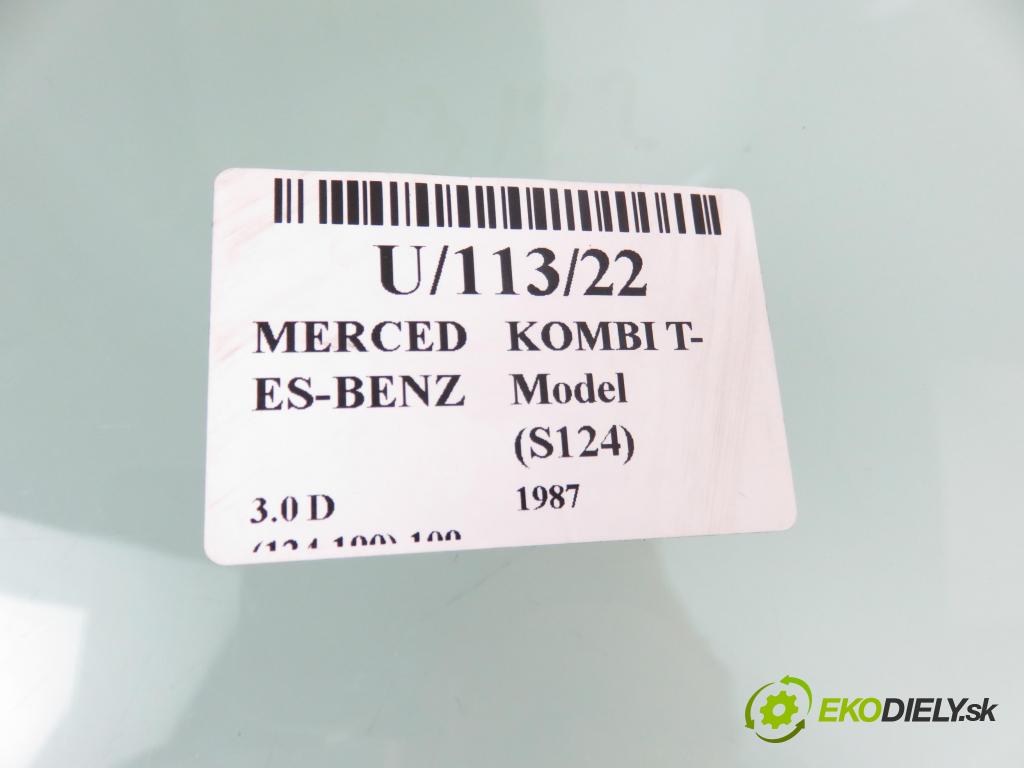 U/113/22
MERCED
ES-BENZ
KOMBI T-
Model
(S124)
3.0 D
1987
EKODIELY.sk